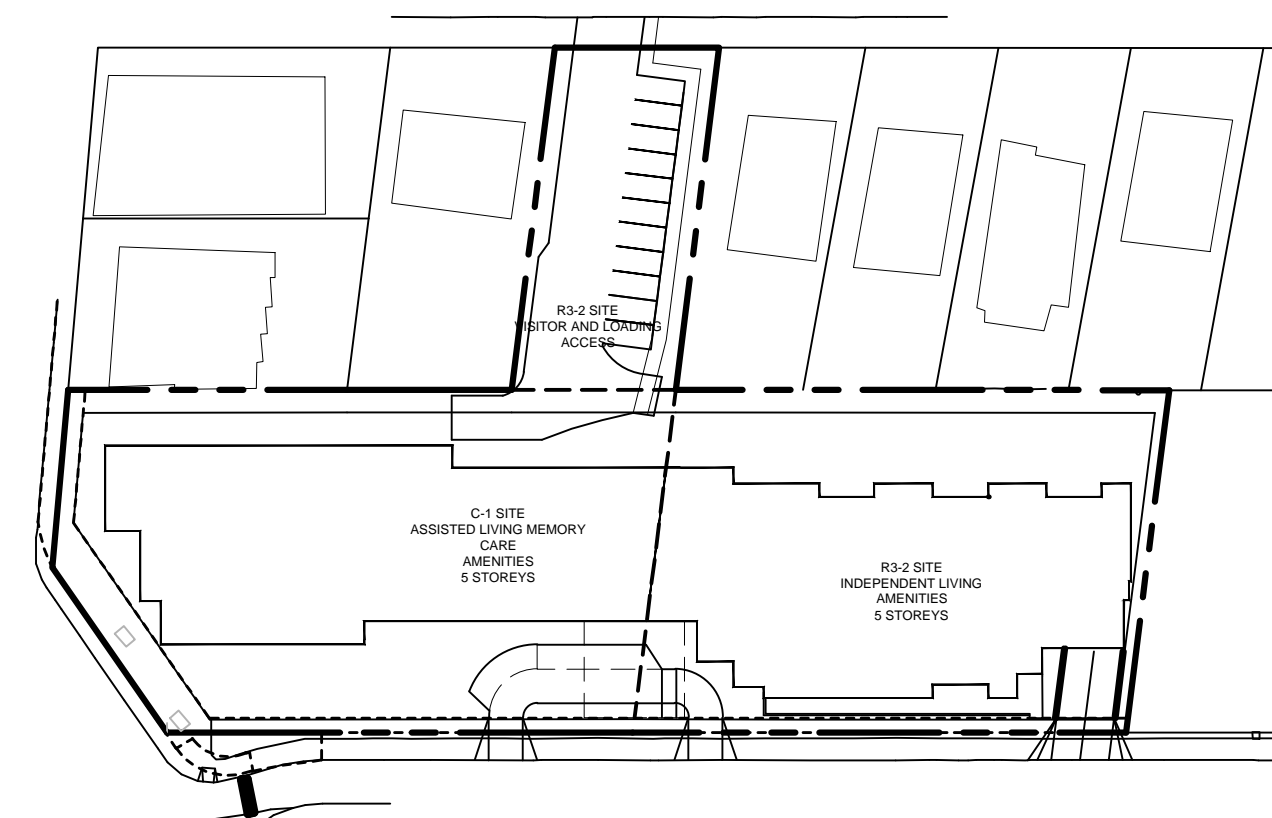 R3-2 SITE
VISITOR AND LOADING
ACCESS
C-1 SITE
ASSISTED LIVING MEMORY
CARE
AMENITIES
5 STOREYS
R3-2 SITE
INDEPENDENT LIVING
AMENITIES
5 STOREYS